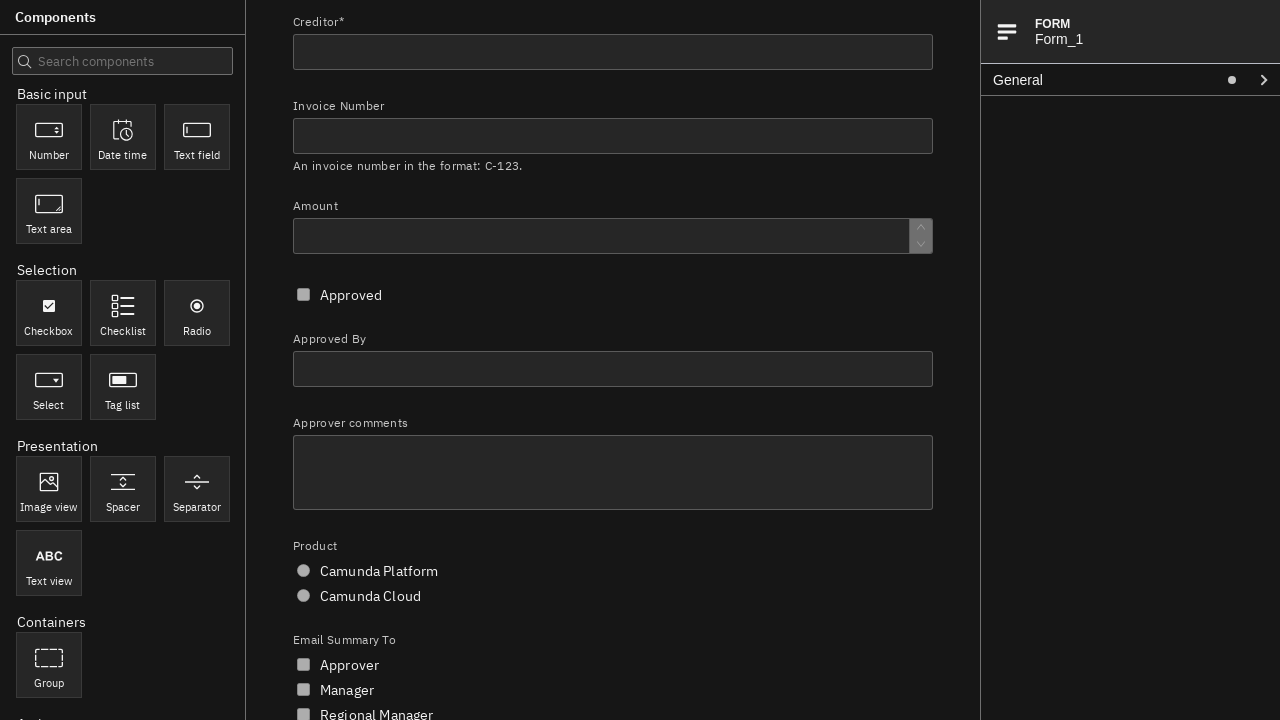 Components
Search components
Basic input
Number
Date time
Text field
Text area
Selection
Checkbox
Checklist
Radio
Select
Tag list
Presentation
Image view
Spacer
Separator
ABC
Text view
Containers
Group
Creditor*
Invoice Number
An invoice number in the format: C-123.
Amount
Approved
Approved By
Approver comments
Product
Camunda Platform
Camunda Cloud
Email Summary To
Approver
Manager
Regional Manager
FORM
Form_1
General